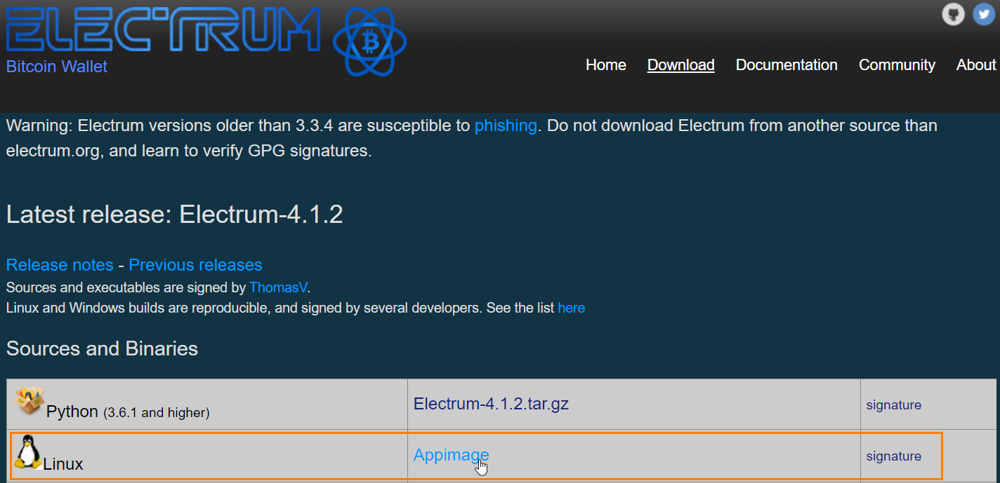 ELECTRUM
Bitcoin Wallet
Home Download Documentation Community About
Warning: Electrum versions older than 3.3.4 are susceptible to phishing. Do not download Electrum from another source than
electrum.org, and learn to verify GPG signatures.
Latest release: Electrum-4.1.2
Release notes - Previous releases
Sources and executables are signed by ThomasV.
Linux and Windows builds are reproducible, and signed by several developers. See the list here
Sources and Binaries
Python (3.6.1 and higher) Electrum-4.1.2.tar.gz signature
Linux Appimage signature